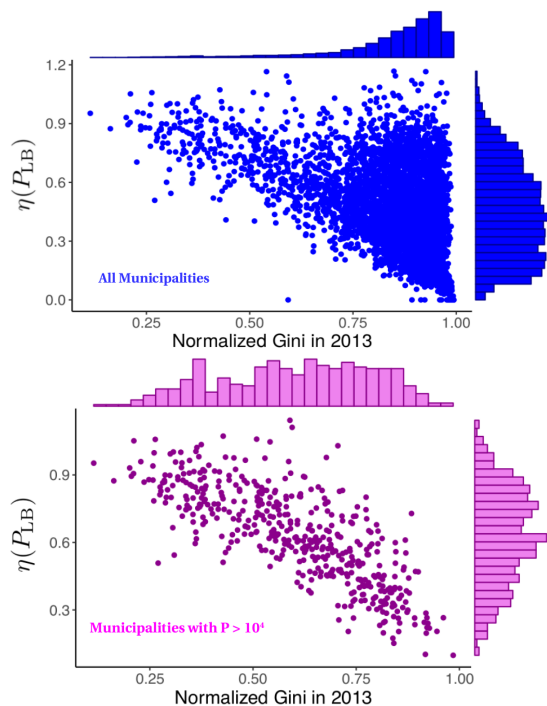 1.2
0.9
0.6
0.3
0.0
η(P_LB)
All Municipalities
0.25 0.50 0.75 1.00
Normalized Gini in 2013
0.9
0.6
0.3
η(P_LB)
Municipalities with P > 10⁴
0.25 0.50 0.75 1.00
Normalized Gini in 2013